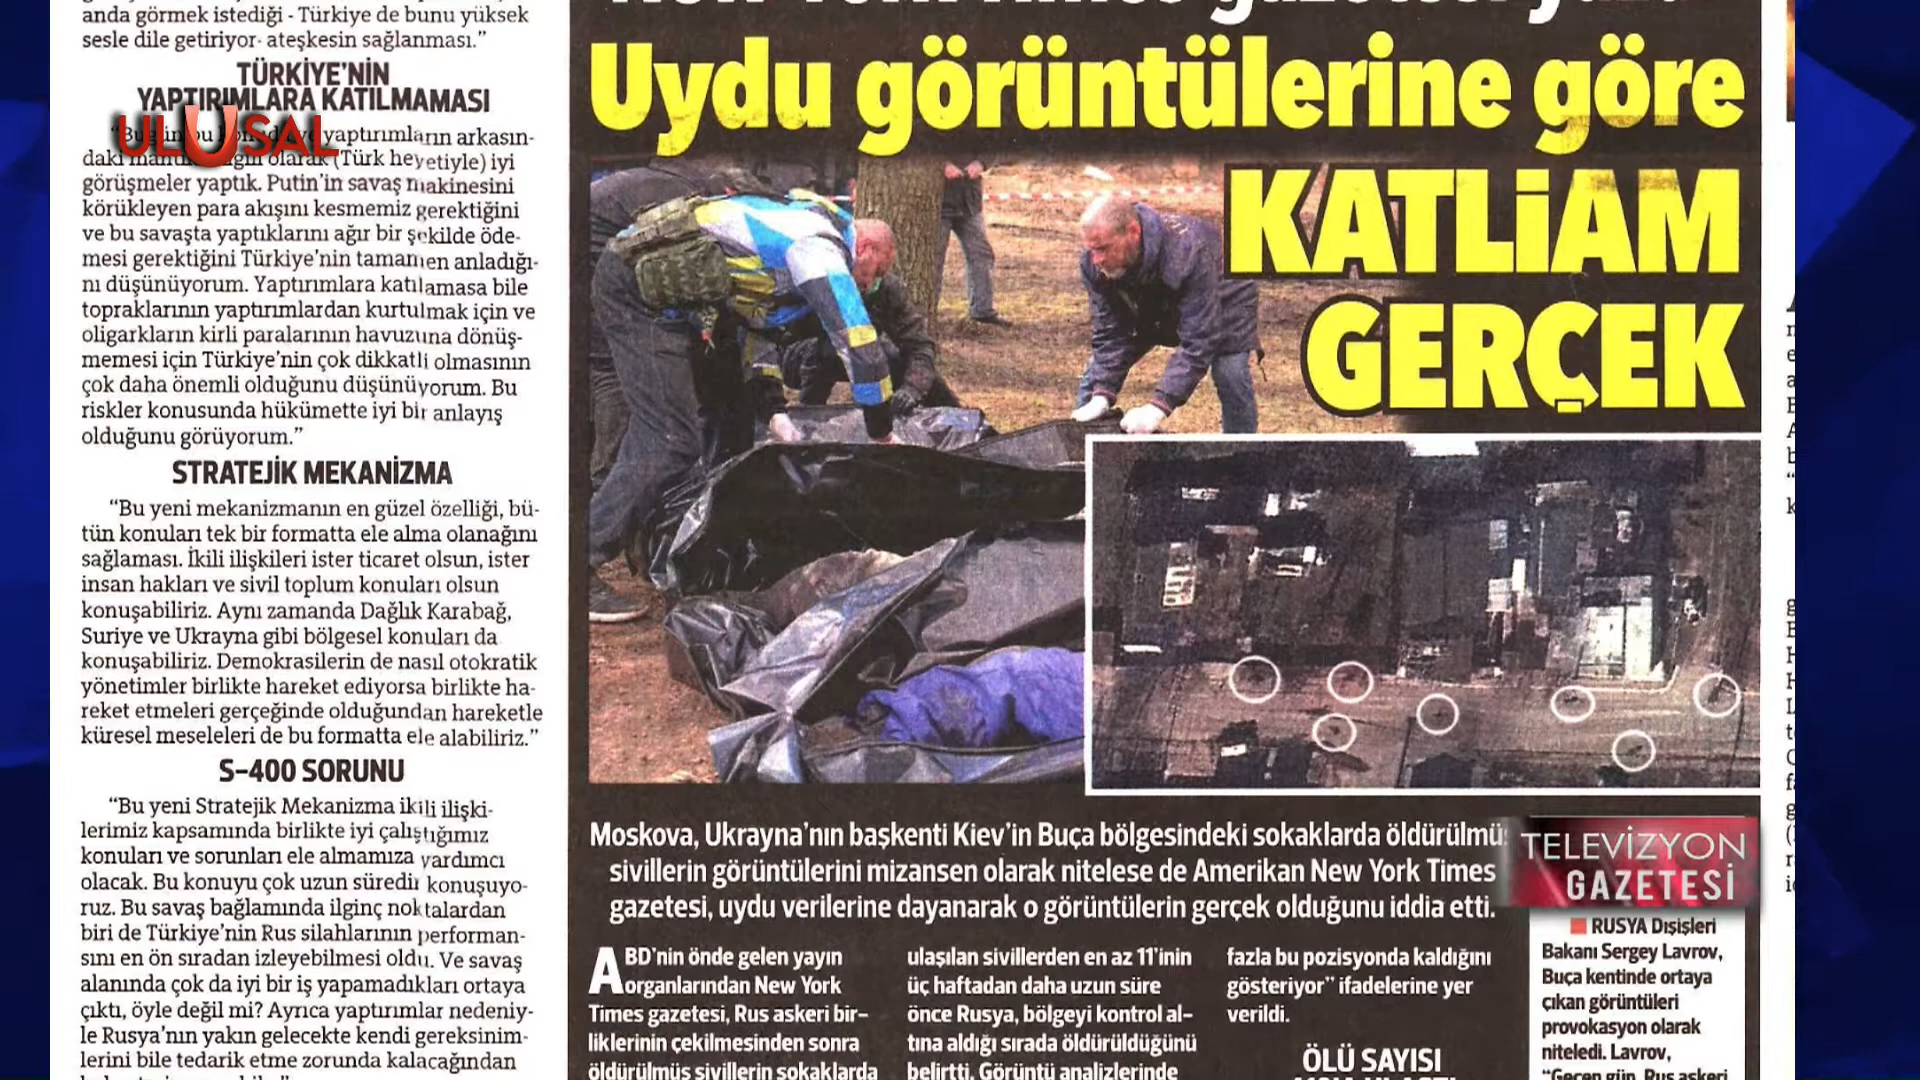 anda görmek istediği - Türkiye de bunu yüksek
sesle dile getiriyor- ateşkesin sağlanması.”
TÜRKİYE’NİN
YAPTIRIMLARA KATILMAMASI
yaptırımların arkasın-
olarak (Türk heyetiyle) iyi
görüşmeler yaptık. Putin’in savaş makinesini
körükleyen para akışını kesmemiz gerektiğini
ve bu savaşta yaptıklarını ağır bir şekilde öde-
mesi gerektiğini Türkiye’nin tamamen anladığı-
nı düşünüyorum. Yaptırımlara katılamasa bile
topraklarının yaptırımlardan kurtulmak için ve
oligarkların kirli paralarının havuzuna dönüş-
memesi için Türkiye’nin çok dikkatli olmasının
çok daha önemli olduğunu düşünüyorum. Bu
riskler konusunda hükümette iyi bir anlayış
olduğunu görüyorum.”
STRATEJİK MEKANİZMA
“Bu yeni mekanizmanın en güzel özelliği, bü-
tün konuları tek bir formatta ele alma olanağını
sağlaması. İkili ilişkileri ister ticaret olsun, ister
insan hakları ve sivil toplum konuları olsun
konuşabiliriz. Aynı zamanda Dağlık Karabağ,
Suriye ve Ukrayna gibi bölgesel konuları da
konuşabiliriz. Demokrasilerin de nasıl otokratik
yönetimler birlikte hareket ediyorsa birlikte ha-
reket etmeleri gerçeğinde olduğundan hareketle
küresel meseleleri de bu formatta ele alabiliriz.”
S-400 SORUNU
“Bu yeni Stratejik Mekanizma ikili ilişki-
lerimiz kapsamında birlikte iyi çalıştığımız
konuları ve sorunları ele almamıza yardımcı
olacak. Bu konuyu çok uzun süredir konuşuyo-
ruz. Bu savaş bağlamında ilginç noktalardan
biri de Türkiye’nin Rus silahlarının performan-
sını en ön sıradan izleyebilmesi oldu. Ve savaş
alanında çok da iyi bir iş yapamadıkları ortaya
çıktı, öyle değil mi? Ayrıca yaptırımlar nedeniy-
le Rusya’nın yakın gelecekte kendi gereksinim-
lerini bile tedarik etme zorunda kalacağından
ULUSAL
Uydu görüntülerine göre
KATLİAM
GERÇEK
Moskova, Ukrayna’nın başkenti Kiev’in Buça bölgesindeki sokaklarda öldürülmüş
sivillerin görüntülerini mizansen olarak nitelese de Amerikan New York Times
gazetesi, uydu verilerine dayanarak o görüntülerin gerçek olduğunu iddia etti.
ABD’nin önde gelen yayın
organlarından New York
Times gazetesi, Rus askeri bir-
liklerinin çekilmesinden sonra
öldürülmüş sivillerin sokaklarda
ulaşılan sivillerden en az 11’inin
üç haftadan daha uzun süre
önce Rusya, bölgeyi kontrol al-
tına aldığı sırada öldürüldüğünü
belirtti. Görüntü analizlerinde
fazla bu pozisyonda kaldığını
gösteriyor” ifadelerine yer
verildi.
ÖLÜ SAYISI
TELEVİZYON
GAZETESİ
RUSYA Dışişleri
Bakanı Sergey Lavrov,
Buça kentinde ortaya
çıkan görüntüleri
provokasyon olarak
niteledi. Lavrov,
“Geçen gün, Rus askeri